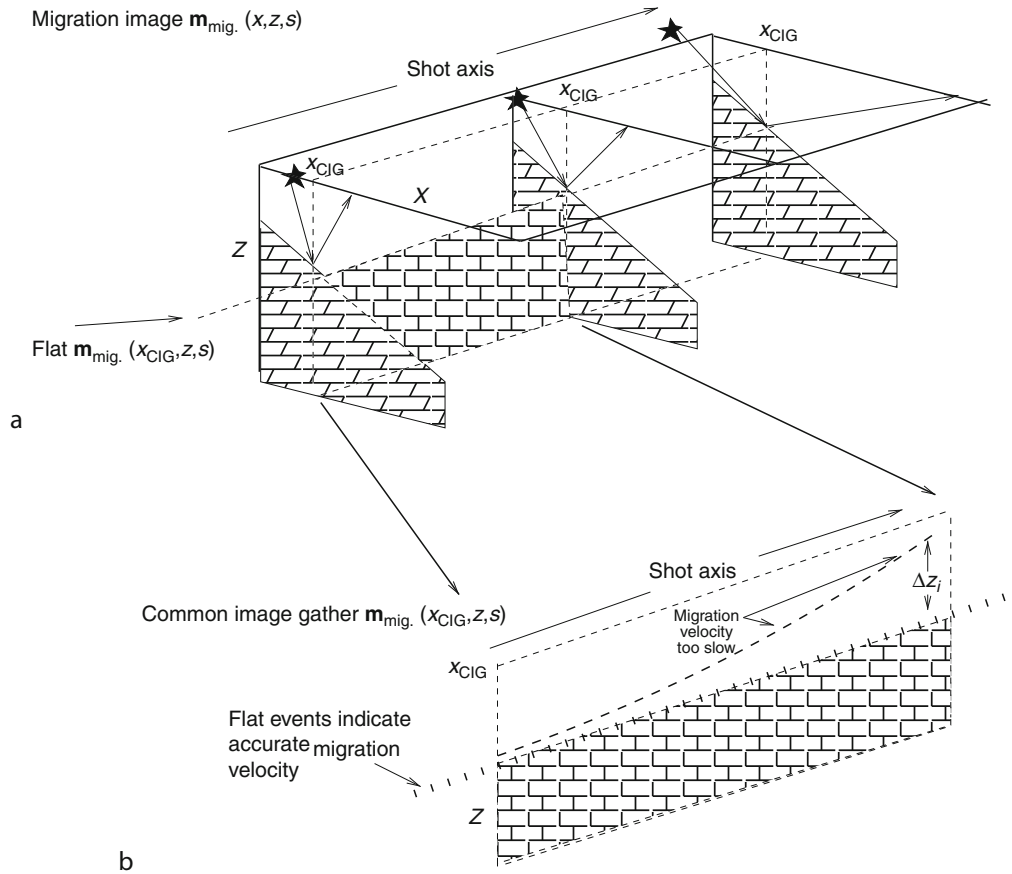 Migration image m_mig. (x,z,s)
Shot axis
x_CIG
x_CIG
x_CIG
X
Z
Flat m_mig. (x_CIG,z,s)
a
Shot axis
Δz_i
Common image gather m_mig. (x_CIG,z,s)
Migration
velocity
too slow
x_CIG
Flat events indicate
accurate migration
velocity
Z
b